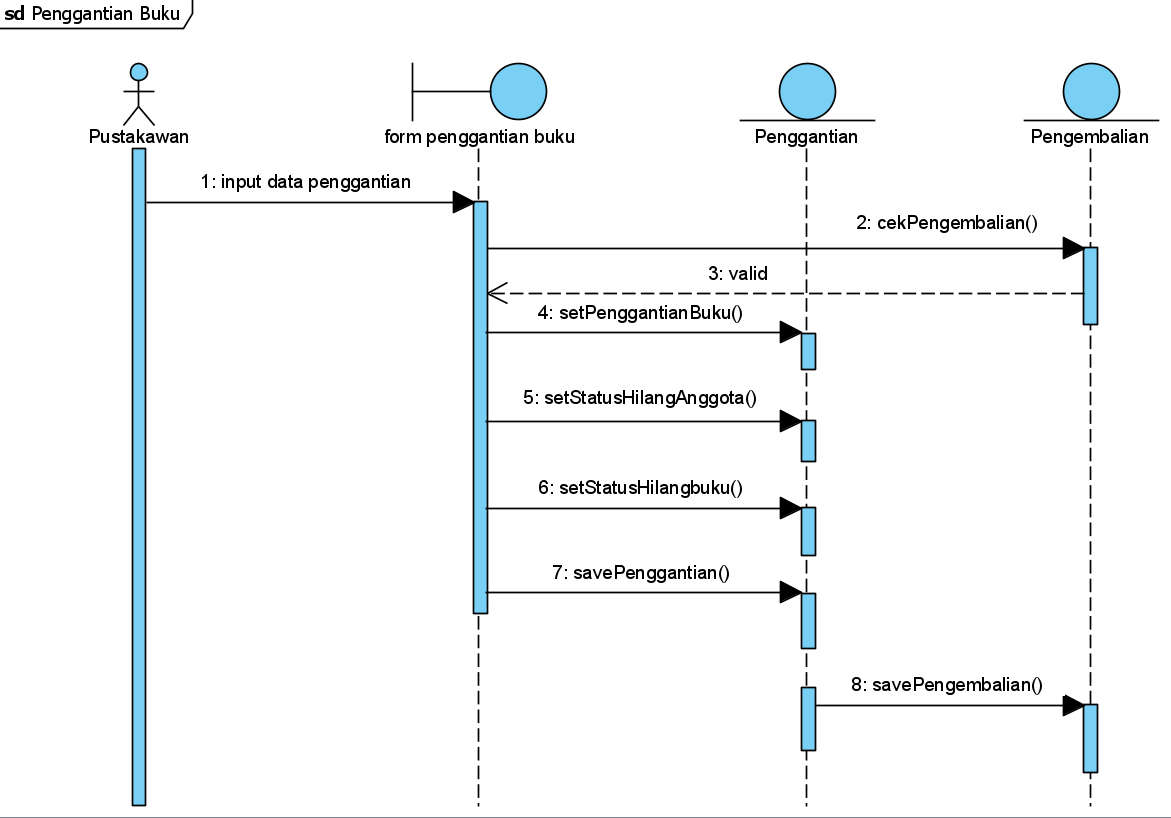 sd Penggantian Buku
Pustakawan
form penggantian buku
Penggantian
Pengembalian
1: input data penggantian
2: cekPengembalian()
3: valid
4: setPenggantianBuku()
5: setStatusHilangAnggota()
6: setStatusHilangbuku()
7: savePenggantian()
8: savePengembalian()